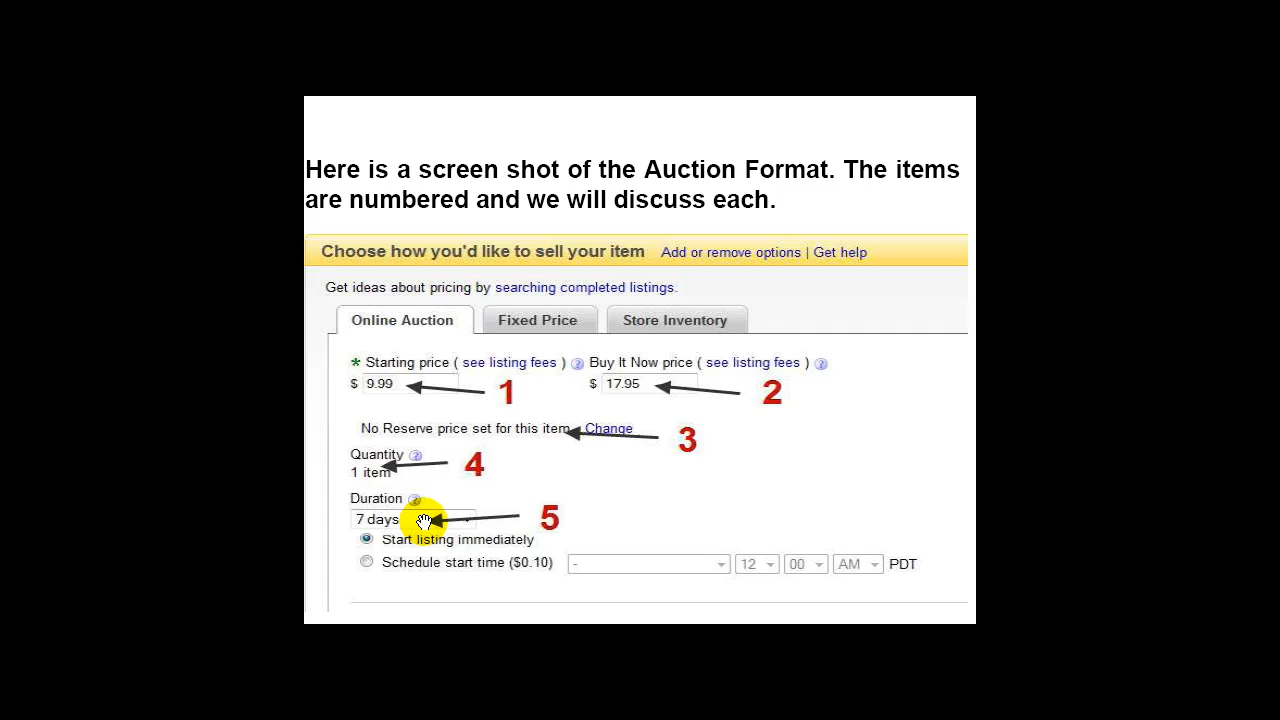 Here is a screen shot of the Auction Format. The items
are numbered and we will discuss each.
Choose how you'd like to sell your item Add or remove options | Get help
Get ideas about pricing by searching completed listings.
Online Auction Fixed Price Store Inventory
* Starting price ( see listing fees ) ? Buy It Now price ( see listing fees ) ?
$ 9.99 1 $ 17.95 2
No Reserve price set for this item. Change 3
Quantity ? 4
1 item
Duration ?
7 days 5
Start listing immediately
Schedule start time ($0.10) - 12 00 AM PDT